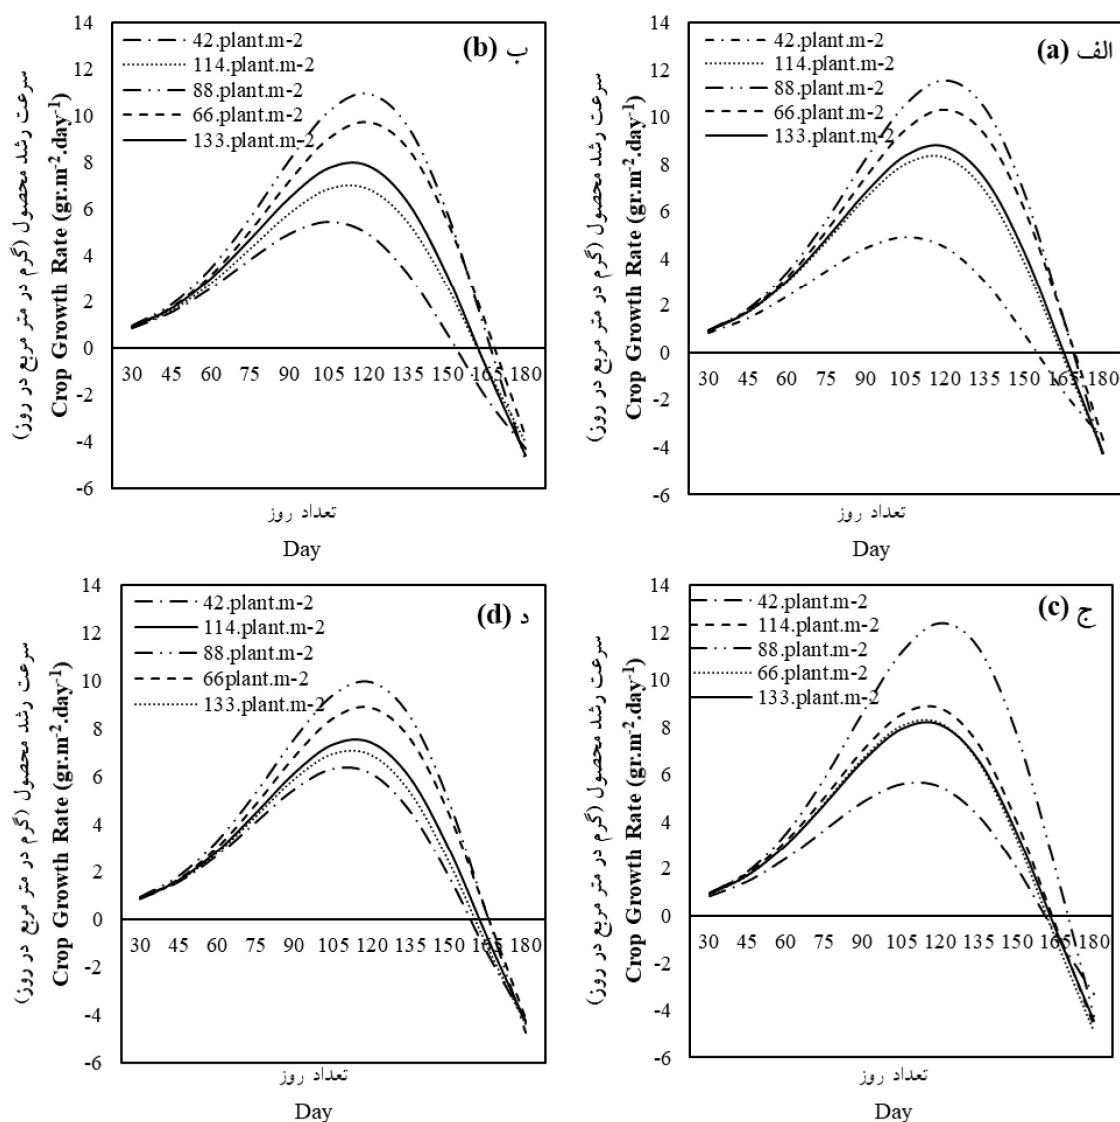 (b) ب
42.plant.m-2
114.plant.m-2
88.plant.m-2
66.plant.m-2
133.plant.m-2
سرعت رشد محصول (گرم در متر مربع در روز)
Crop Growth Rate (gr.m-2.day-1)
14
12
10
8
6
4
2
0
-2
-4
-6
30 45 60 75 90 105 120 135 150 165 180
تعداد روز
Day
الف (a)
42.plant.m-2
114.plant.m-2
88.plant.m-2
66.plant.m-2
133.plant.m-2
سرعت رشد محصول (گرم در متر مربع در روز)
Crop Growth Rate (gr.m-2.day-1)
14
12
10
8
6
4
2
0
-2
-4
-6
30 45 60 75 90 105 120 135 150 165 180
تعداد روز
Day
(d) د
42.plant.m-2
114.plant.m-2
88.plant.m-2
66plant.m-2
133.plant.m-2
سرعت رشد محصول (گرم در متر مربع در روز)
Crop Growth Rate (gr.m-2.day-1)
14
12
10
8
6
4
2
0
-2
-4
-6
30 45 60 75 90 105 120 135 150 165 180
تعداد روز
Day
(c) ج
42.plant.m-2
114.plant.m-2
88.plant.m-2
66.plant.m-2
133.plant.m-2
سرعت رشد محصول (گرم در متر مربع در روز)
Crop Growth Rate (gr.m-2.day-1)
14
12
10
8
6
4
2
0
-2
-4
-6
30 45 60 75 90 105 120 135 150 165 180
تعداد روز
Day